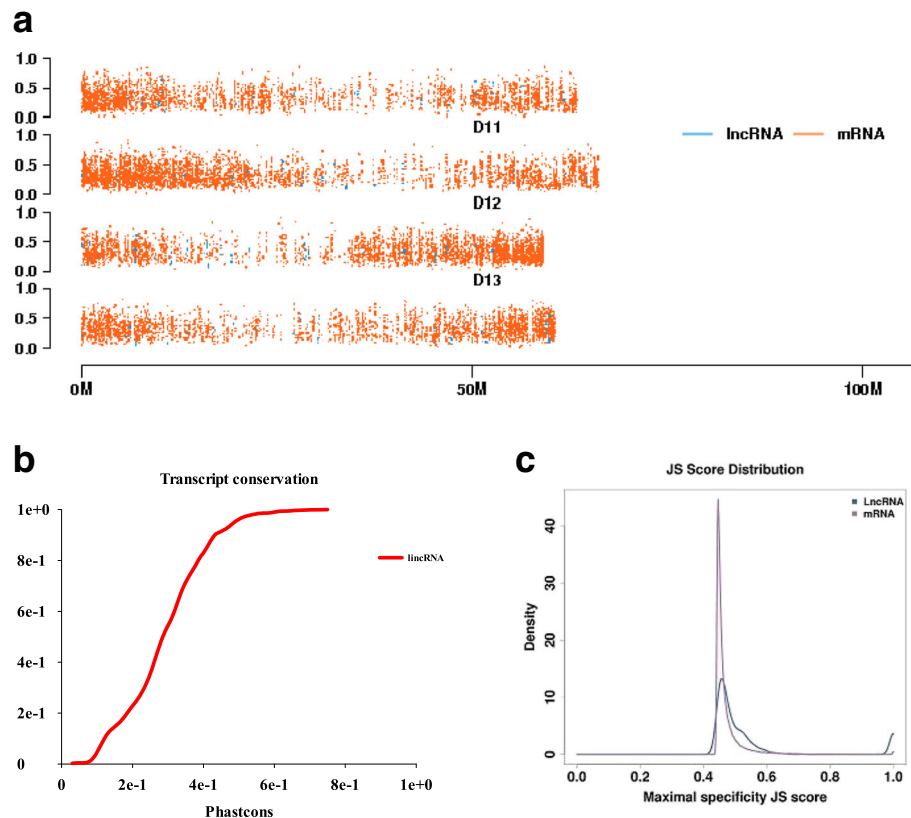 a
1.0
0.5
0.0
D11
lncRNA mRNA
1.0
0.5
0.0
D12
1.0
0.5
0.0
D13
1.0
0.5
0.0
0M 50M 100M
b
Transcript conservation
1e+0
8e-1
6e-1
4e-1
2e-1
0
lincRNA
0 2e-1 4e-1 6e-1 8e-1 1e+0
Phastcons
c
JS Score Distribution
LncRNA
mRNA
40
30
20
10
0
Density
0.0 0.2 0.4 0.6 0.8 1.0
Maximal specificity JS score